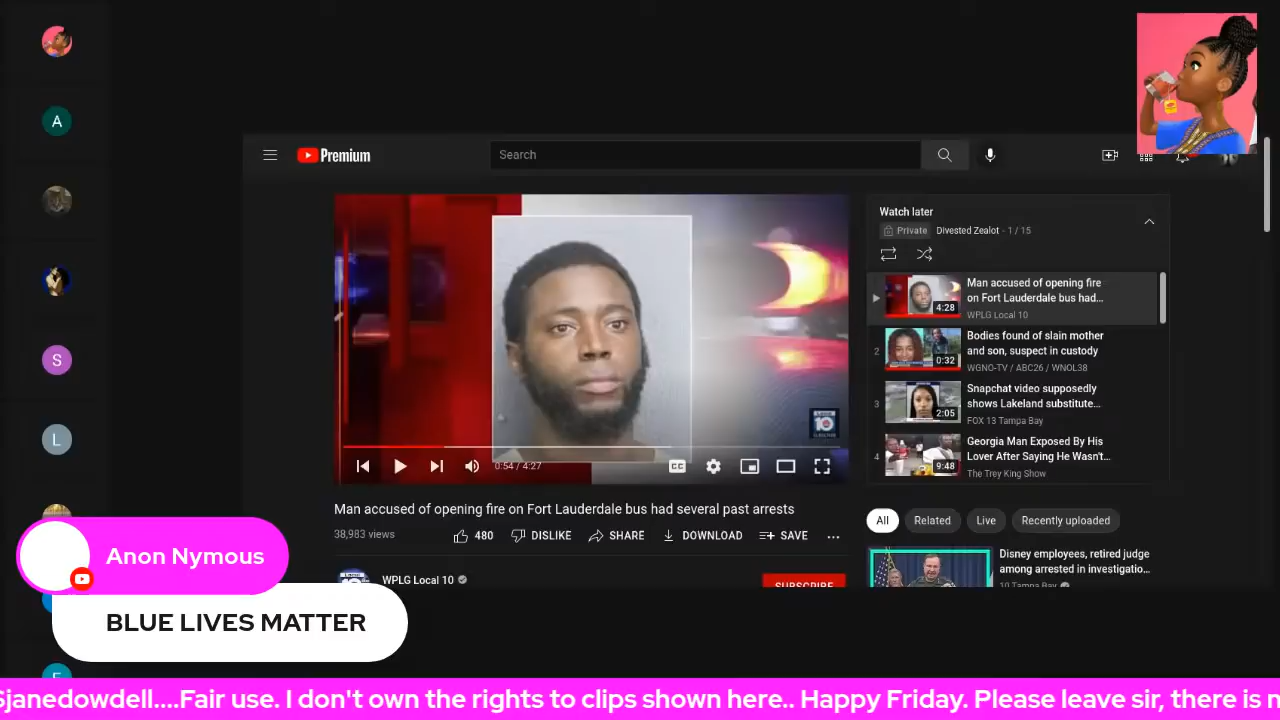 Premium
Search
Watch later
Private Divested Zealot - 1 / 15
4:28
Man accused of opening fire
on Fort Lauderdale bus had...
WPLG Local 10
2
0:32
Bodies found of slain mother
and son, suspect in custody
WGNO-TV / ABC26 / WNOL38
3
2:05
Snapchat video supposedly
shows Lakeland substitute...
FOX 13 Tampa Bay
4
9:48
Georgia Man Exposed By His
Lover After Saying He Wasn't...
The Trey King Show
10
CC
0:54 / 4:27
Man accused of opening fire on Fort Lauderdale bus had several past arrests
38,983 views
480 DISLIKE SHARE DOWNLOAD SAVE ...
WPLG Local 10
SUBSCRIBE
All Related Live Recently uploaded
Disney employees, retired judge
among arrested in investigatio...
10 Tampa Bay
A
S
L
Anon Nymous
BLUE LIVES MATTER
Sjanedowdell....Fair use. I don't own the rights to clips shown here.. Happy Friday. Please leave sir, there is n